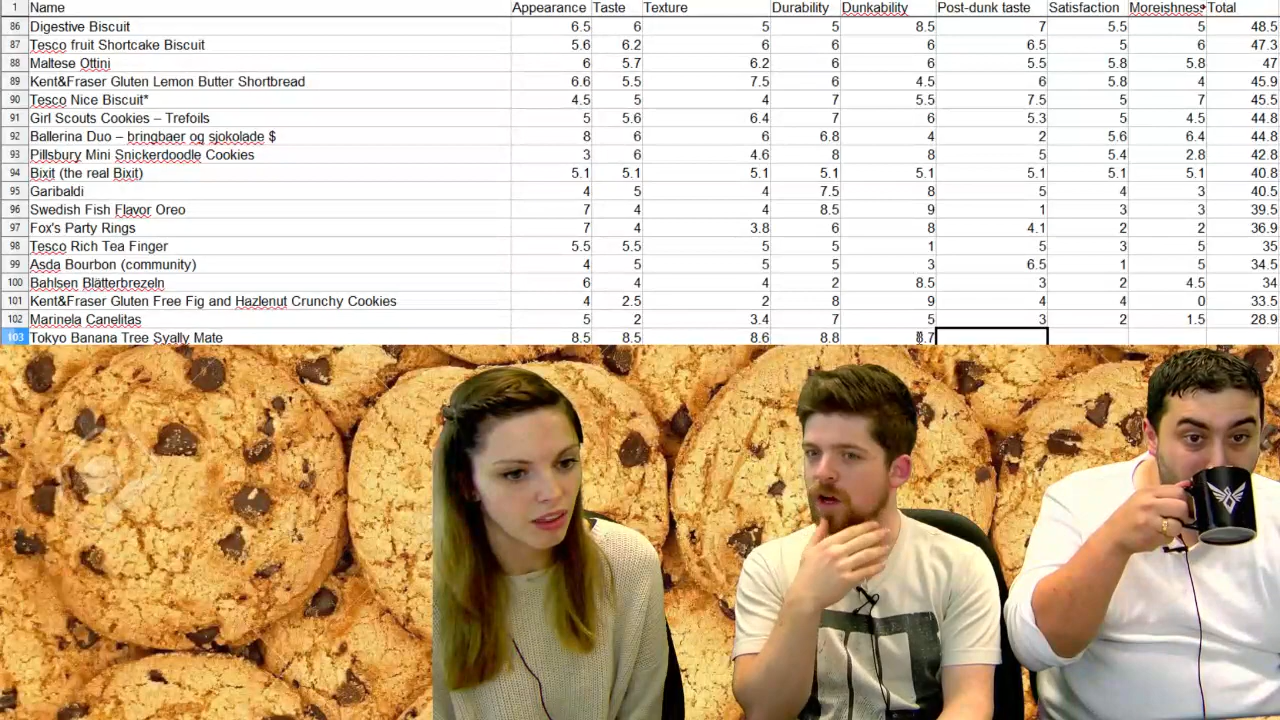 1 Name Appearance Taste Texture Durability Dunkability Post-dunk taste Satisfaction Moreishnes Total
86 Digestive Biscuit 6.5 6 5 5 8.5 7 5.5 5 48.5
87 Tesco fruit Shortcake Biscuit 5.6 6.2 6 6 6 6.5 5 6 47.3
88 Maltese Ottini 6 5.7 6.2 6 6 5.5 5.8 5.8 47
89 Kent&Fraser Gluten Lemon Butter Shortbread 6.6 5.5 7.5 6 4.5 6 5.8 4 45.9
90 Tesco Nice Biscuit* 4.5 5 4 7 5.5 7.5 5 7 45.5
91 Girl Scouts Cookies – Trefoils 5 5.6 6.4 7 6 5.3 5 4.5 44.8
92 Ballerina Duo – bringbaer og sjokolade $ 8 6 6 6.8 4 2 5.6 6.4 44.8
93 Pillsbury Mini Snickerdoodle Cookies 3 6 4.6 8 8 5 5.4 2.8 42.8
94 Bixit (the real Bixit) 5.1 5.1 5.1 5.1 5.1 5.1 5.1 5.1 40.8
95 Garibaldi 4 5 4 7.5 8 5 4 3 40.5
96 Swedish Fish Flavor Oreo 7 4 4 8.5 9 1 3 3 39.5
97 Fox's Party Rings 7 4 3.8 6 8 4.1 2 2 36.9
98 Tesco Rich Tea Finger 5.5 5.5 5 5 1 5 3 5 35
99 Asda Bourbon (community) 4 5 5 5 3 6.5 1 5 34.5
100 Bahlsen Blätterbrezeln 6 4 4 2 8.5 3 2 4.5 34
101 Kent&Fraser Gluten Free Fig and Hazlenut Crunchy Cookies 4 2.5 2 8 9 4 4 0 33.5
102 Marinela Canelitas 5 2 3.4 7 5 3 2 1.5 28.9
103 Tokyo Banana Tree Syally Mate 8.5 8.5 8.6 8.8